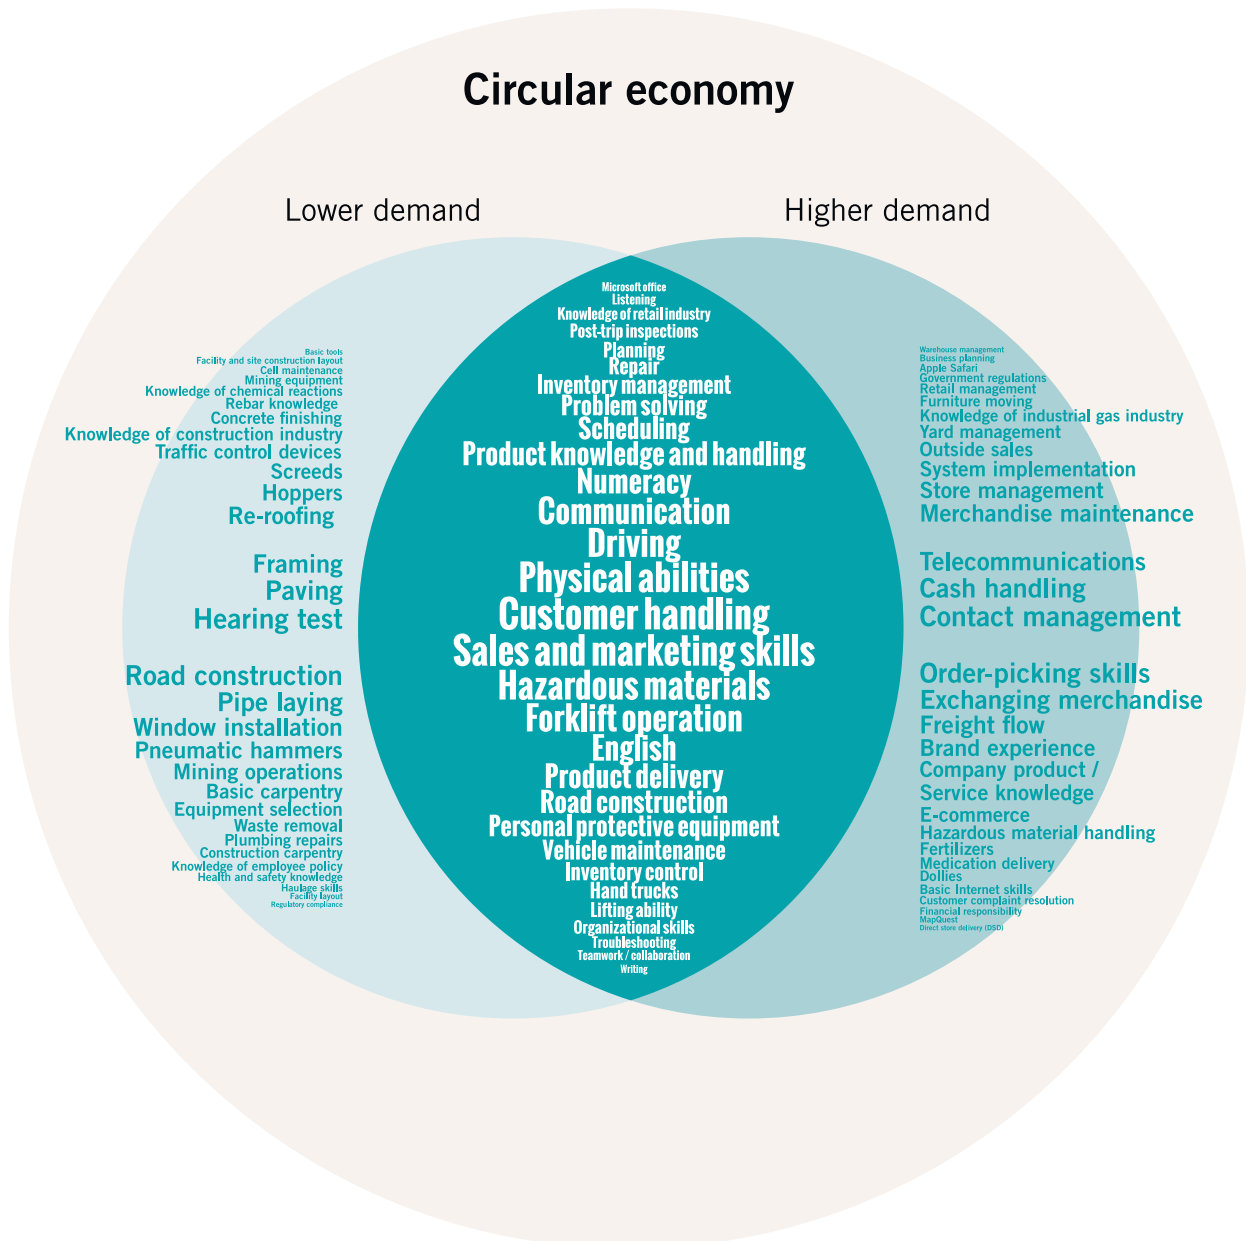 Circular economy
Lower demand
Higher demand
Basic tools
Facility and site construction layout
Cell maintenance
Mining equipment
Knowledge of chemical reactions
Rebar knowledge
Concrete finishing
Knowledge of construction industry
Traffic control devices
Screeds
Hoppers
Re-roofing
Framing
Paving
Hearing test
Road construction
Pipe laying
Window installation
Pneumatic hammers
Mining operations
Basic carpentry
Equipment selection
Waste removal
Plumbing repairs
Construction carpentry
Knowledge of employee policy
Health and safety knowledge
Haulage skills
Facility layout
Regulatory compliance
Microsoft office
Listening
Knowledge of retail industry
Post-trip inspections
Planning
Repair
Inventory management
Problem solving
Scheduling
Product knowledge and handling
Numeracy
Communication
Driving
Physical abilities
Customer handling
Sales and marketing skills
Hazardous materials
Forklift operation
English
Product delivery
Road construction
Personal protective equipment
Vehicle maintenance
Inventory control
Hand trucks
Lifting ability
Organizational skills
Troubleshooting
Teamwork / collaboration
Writing
Warehouse management
Business planning
Apple Safari
Government regulations
Retail management
Furniture moving
Knowledge of industrial gas industry
Yard management
Outside sales
System implementation
Store management
Merchandise maintenance
Telecommunications
Cash handling
Contact management
Order-picking skills
Exchanging merchandise
Freight flow
Brand experience
Company product /
Service knowledge
E-commerce
Hazardous material handling
Fertilizers
Medication delivery
Dollies
Basic Internet skills
Customer complaint resolution
Financial responsibility
MapQuest
Direct store delivery (DSD)